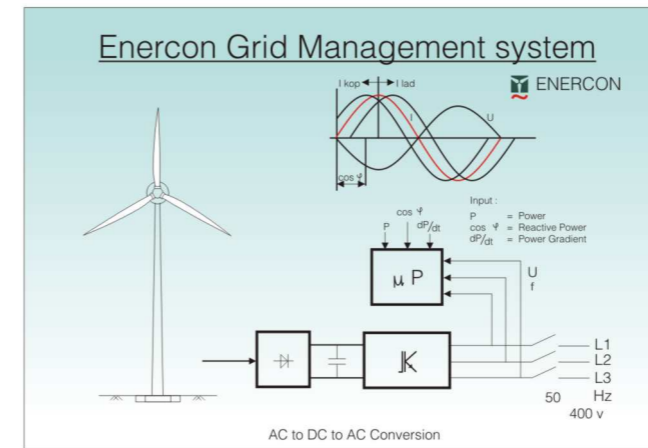 Enercon Grid Management system
ENERCON
I kop I lad
I U
cos φ
Input :
P = Power
cos φ = Reactive Power
dP/dt = Power Gradient
cos φ
P dP/dt
μ P
U
f
L1
L2
L3
50 Hz
400 v
AC to DC to AC Conversion